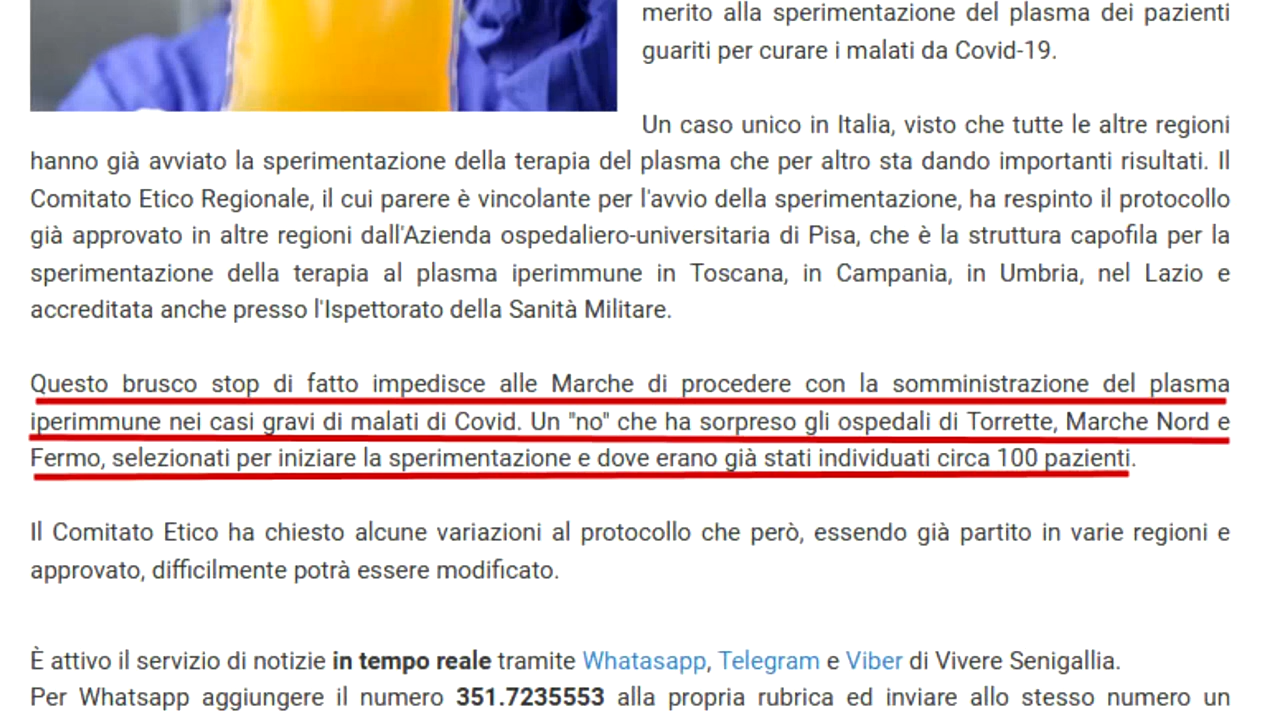 merito alla sperimentazione del plasma dei pazienti
guariti per curare i malati da Covid-19.
Un caso unico in Italia, visto che tutte le altre regioni
hanno già avviato la sperimentazione della terapia del plasma che per altro sta dando importanti risultati. Il
Comitato Etico Regionale, il cui parere è vincolante per l'avvio della sperimentazione, ha respinto il protocollo
già approvato in altre regioni dall'Azienda ospedaliero-universitaria di Pisa, che è la struttura capofila per la
sperimentazione della terapia al plasma iperimmune in Toscana, in Campania, in Umbria, nel Lazio e
accreditata anche presso l'Ispettorato della Sanità Militare.
Questo brusco stop di fatto impedisce alle Marche di procedere con la somministrazione del plasma
iperimmune nei casi gravi di malati di Covid. Un "no" che ha sorpreso gli ospedali di Torrette, Marche Nord e
Fermo, selezionati per iniziare la sperimentazione e dove erano già stati individuati circa 100 pazienti.
Il Comitato Etico ha chiesto alcune variazioni al protocollo che però, essendo già partito in varie regioni e
approvato, difficilmente potrà essere modificato.
È attivo il servizio di notizie in tempo reale tramite Whatasapp, Telegram e Viber di Vivere Senigallia.
Per Whatsapp aggiungere il numero 351.7235553 alla propria rubrica ed inviare allo stesso numero un